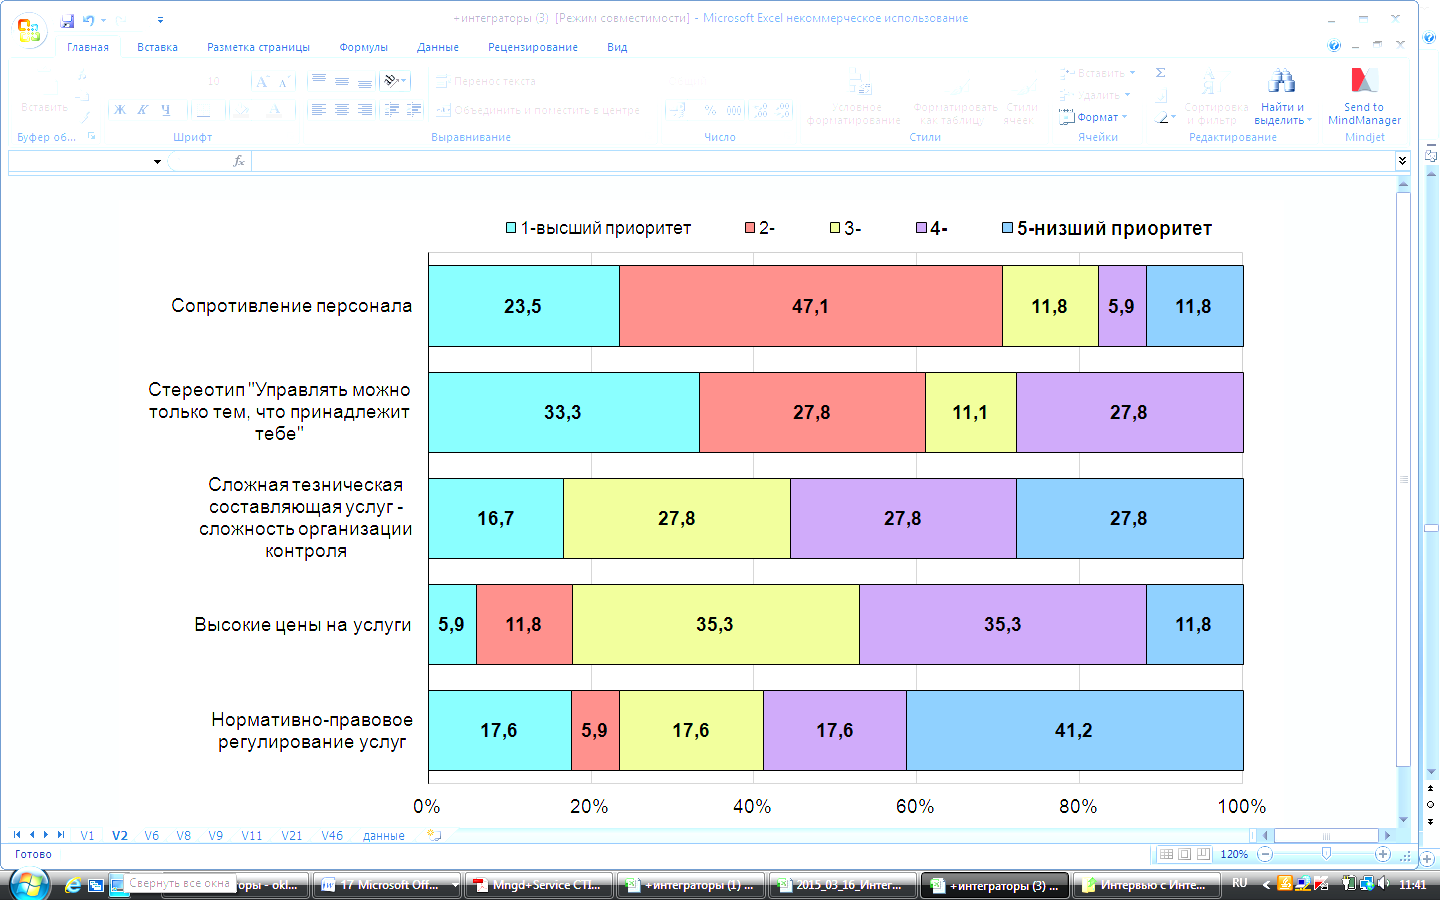 +интеграторы (3) [Режим совместимости] - Microsoft Excel некоммерческое использование
Главная Вставка Разметка страницы Формулы Данные Рецензирование Вид
Вставить
10
А А
Ж К Ч
Перенос текста
Объединить и поместить в центре
% 000
Условное форматирование
Форматировать как таблицу
Стили ячеек
Вставить
Удалить
Формат
Σ
Сортировка и фильтр
Найти и выделить
Send to MindManager
Буфер об... Шрифт Выравнивание Число Стили Ячейки Редактирование Mindjet
fx
1-высший приоритет 2- 3- 4- 5-низший приоритет
Сопротивление персонала
23,5 47,1 11,8 5,9 11,8
Стереотип "Управлять можно
только тем, что принадлежит
тебе"
33,3 27,8 11,1 27,8
Сложная тезническая
составляющая услуг -
сложность организации
контроля
16,7 27,8 27,8 27,8
Высокие цены на услуги
5,9 11,8 35,3 35,3 11,8
Нормативно-правовое
регулирование услуг
17,6 5,9 17,6 17,6 41,2
0% 20% 40% 60% 80% 100%
V1 V2 V6 V8 V9 V11 V21 V46 данные
Готово
120%
Свернуть все окна
оры - okl...
17 Microsoft Off...
Mngd+Service CTI...
+интеграторы (1) ...
2015_03_16_Интег...
+интеграторы (3) ...
Интервью с Инте...
RU
11:41